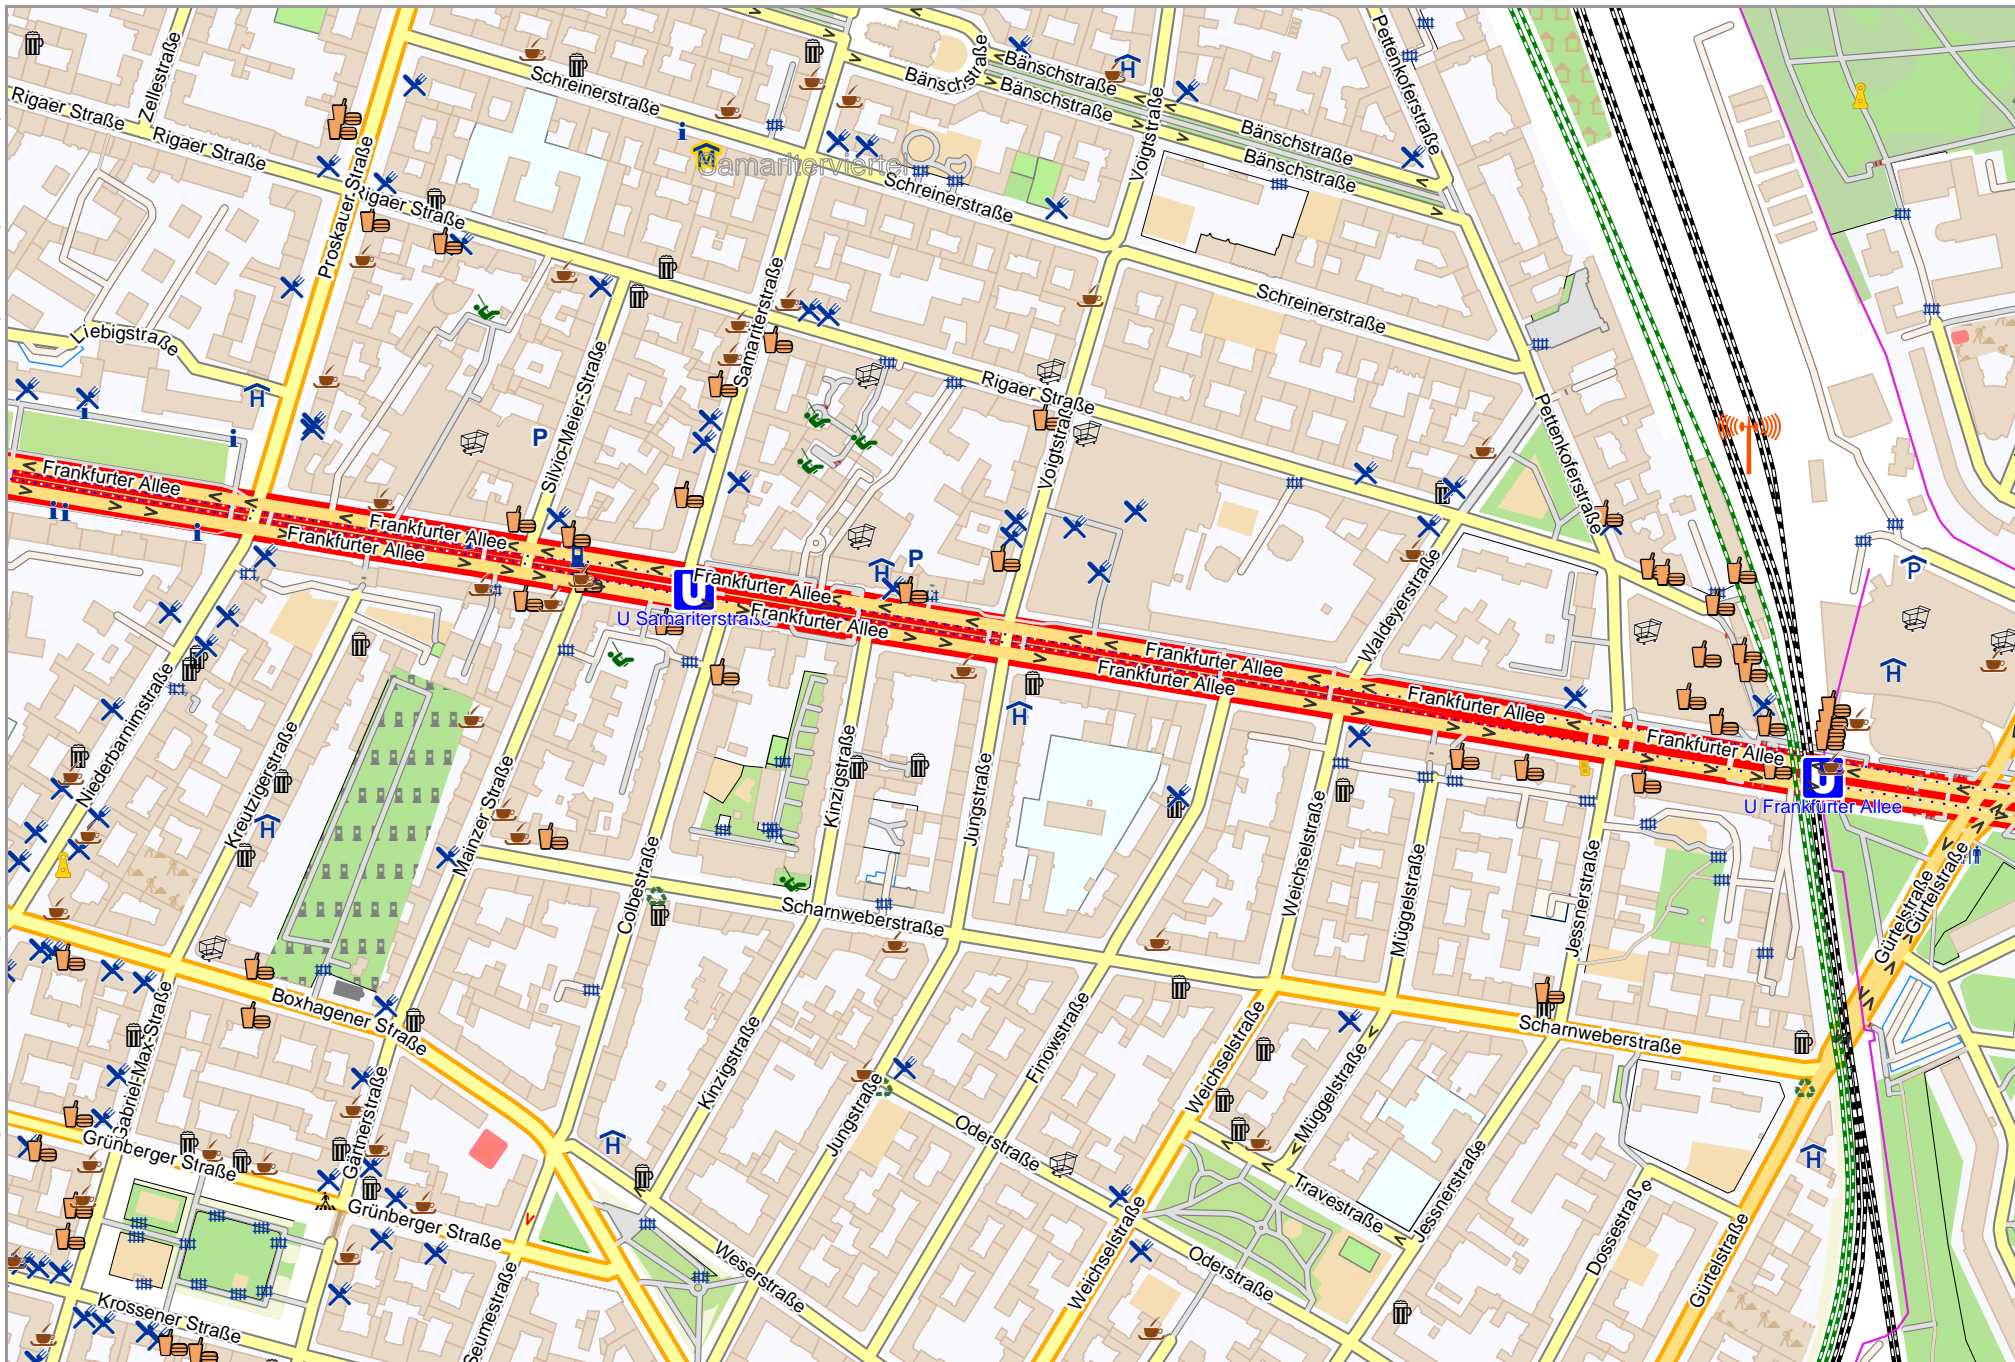 Zellestraße
Rigaer Straße
Rigaer Straße
Rigaer Straße
Proskauer Straße
Schreinerstraße
Bänschstraße
Bänschstraße
Bänschstraße
Bänschstraße
Bänschstraße
Pettenkoferstraße
Voigtstraße
Samariterviertel
Schreinerstraße
Schreinerstraße
Liebigstraße
Silvio-Meier-Straße
Samariterstraße
Rigaer Straße
Voigtstraße
Pettenkoferstraße
P
H
Frankfurter Allee
Frankfurter Allee
Frankfurter Allee
U
U Samariterstraße
Frankfurter Allee
Frankfurter Allee
H
P
Waldeyerstraße
Frankfurter Allee
Frankfurter Allee
Frankfurter Allee
Frankfurter Allee
U
U Frankfurter Allee
P
H
H
H
Niederbarnimstraße
Kreutzigerstraße
H
Mainzer Straße
Colbestraße
Kinzigstraße
Jungstraße
Weichselstraße
Müggelstraße
Jessnerstraße
Gürtelstraße
Gürtelstraße
Scharnweberstraße
Boxhagener Straße
Gabriel-Max-Straße
Gärtnerstraße
Kinzigstraße
Jungstraße
Finowstraße
Weichselstraße
Müggelstraße
Scharnweberstraße
Grünberger Straße
Grünberger Straße
H
Oderstraße
Travestraße
Jessnerstraße
H
Dossestraße
Gürtelstraße
Krossener Straße
Seumestraße
Weserstraße
Weichselstraße
Oderstraße